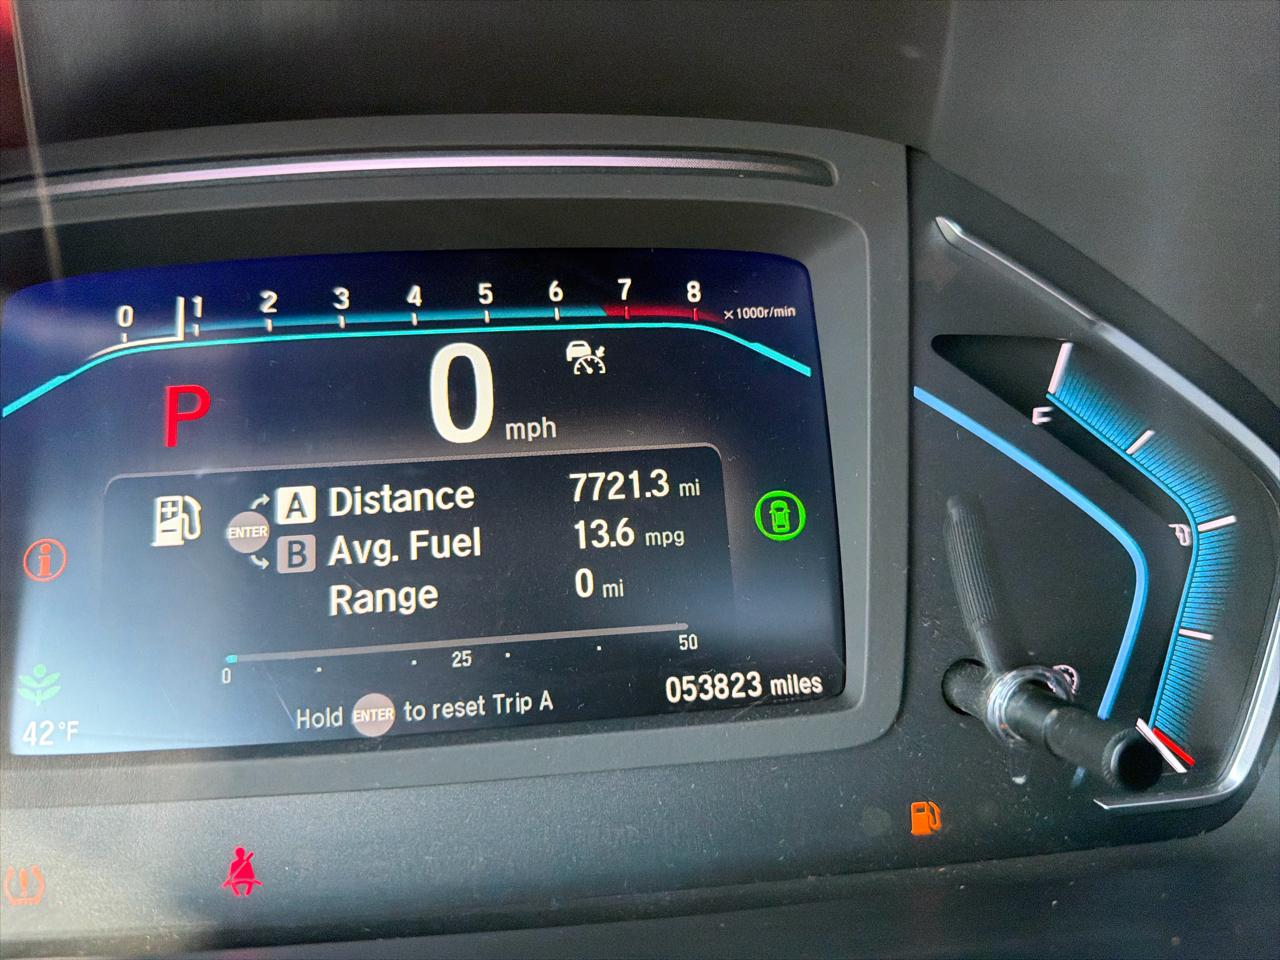 0 1 2 3 4 5 6 7 8 x1000r/min
P
0 mph
F
A Distance 7721.3 mi
ENTER
B Avg. Fuel 13.6 mpg
Range 0 mi
0 25 50
Hold ENTER to reset Trip A
053823 miles
42°F